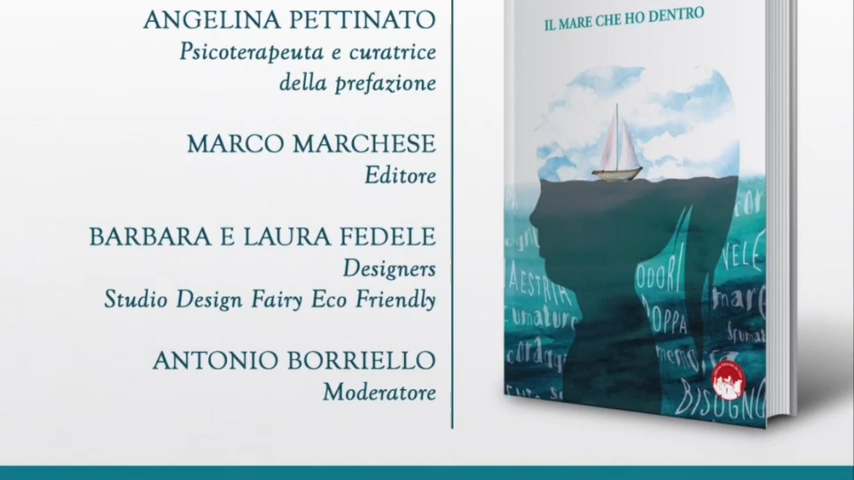 ANGELINA PETTINATO
Psicoterapeuta e curatrice
della prefazione
MARCO MARCHESE
Editore
BARBARA E LAURA FEDELE
Designers
Studio Design Fairy Eco Friendly
ANTONIO BORRIELLO
Moderatore
IL MARE CHE HO DENTRO
VELE
ODORI
mare
POPPA
BISOGNO